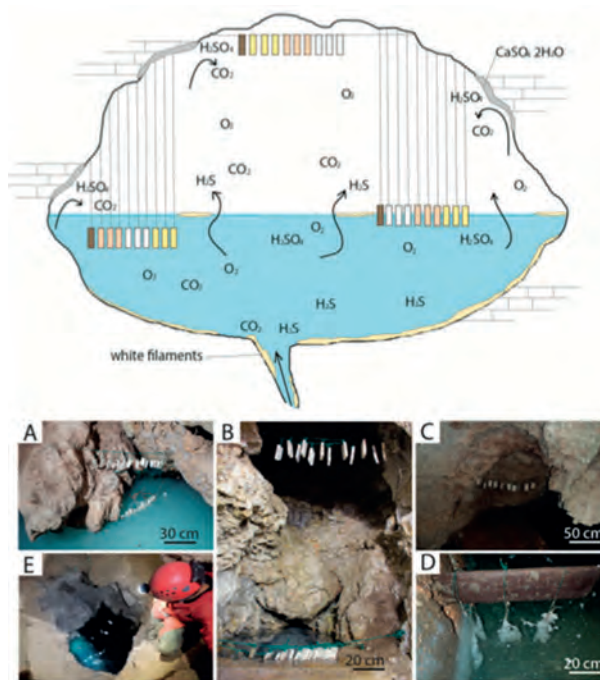 H₂SO₄
CO₂
CaSO₄ 2H₂O
O₂
H₂SO₄
CO₂
CO₂
CO₂
H₂S
H₂S
O₂
H₂SO₄
CO₂
O₂
H₂SO₄
H₂SO₄
O₂
O₂
O₂
CO₂
H₂S
H₂S
CO₂
H₂S
white filaments
A
30 cm
B
20 cm
C
50 cm
E
D
20 cm